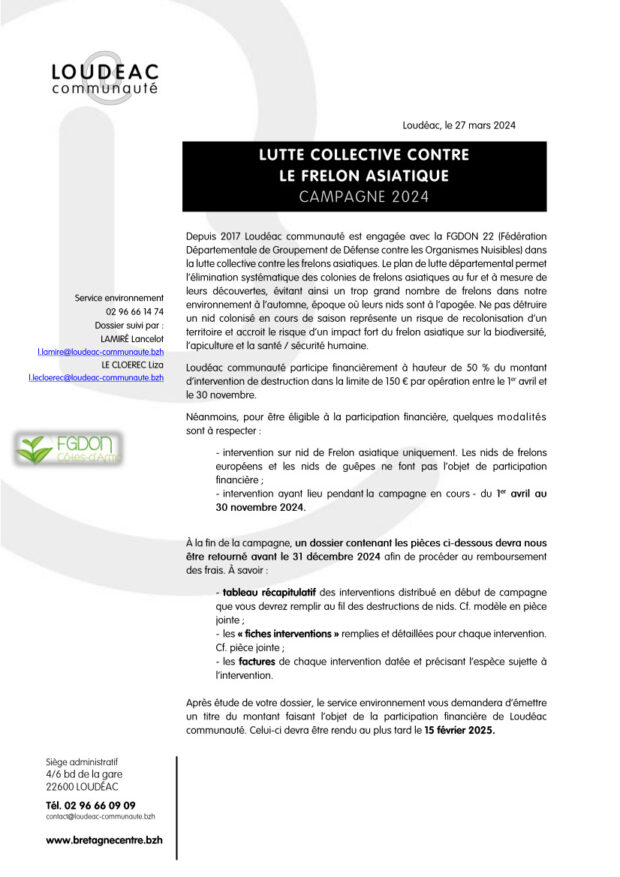 LOUDEAC
communauté
Loudéac, le 27 mars 2024
LUTTE COLLECTIVE CONTRE
LE FRELON ASIATIQUE
CAMPAGNE 2024
Depuis 2017 Loudéac communauté est engagée avec la FGDON 22 (Fédération
Départementale de Groupement de Défense contre les Organismes Nuisibles) dans
la lutte collective contre les frelons asiatiques. Le plan de lutte départemental permet
l'élimination systématique des colonies de frelons asiatiques au fur et à mesure de
leurs découvertes, évitant ainsi un trop grand nombre de frelons dans notre
environnement à l'automne, époque où leurs nids sont à l'apogée. Ne pas détruire
un nid colonisé en cours de saison représente un risque de recolonisation d'un
territoire et accroit le risque d'un impact fort du frelon asiatique sur la biodiversité,
l'apiculture et la santé / sécurité humaine.
Service environnement
02 96 66 14 74
Dossier suivi par :
LAMIRÉ Lancelot
l.lamire@loudeac-communaute.bzh
LE CLOEREC Liza
l.lecloerec@loudeac-communaute.bzh
Loudéac communauté participe financièrement à hauteur de 50 % du montant
d'intervention de destruction dans la limite de 150 € par opération entre le 1er avril et
le 30 novembre.
Néanmoins, pour être éligible à la participation financière, quelques modalités
sont à respecter :
FGDON
Côtes-d'Armor
- intervention sur nid de Frelon asiatique uniquement. Les nids de frelons
européens et les nids de guêpes ne font pas l'objet de participation
financière ;
- intervention ayant lieu pendant la campagne en cours - du 1er avril au
30 novembre 2024.
À la fin de la campagne, un dossier contenant les pièces ci-dessous devra nous
être retourné avant le 31 décembre 2024 afin de procéder au remboursement
des frais. À savoir :
- tableau récapitulatif des interventions distribué en début de campagne
que vous devrez remplir au fil des destructions de nids. Cf. modèle en pièce
jointe ;
- les « fiches interventions » remplies et détaillées pour chaque intervention.
Cf. pièce jointe ;
- les factures de chaque intervention datée et précisant l'espèce sujette à
l'intervention.
Après étude de votre dossier, le service environnement vous demandera d'émettre
un titre du montant faisant l'objet de la participation financière de Loudéac
communauté. Celui-ci devra être rendu au plus tard le 15 février 2025.
Siège administratif
4/6 bd de la gare
22600 LOUDÉAC
Tél. 02 96 66 09 09
contact@loudeac-communaute.bzh
www.bretagnecentre.bzh